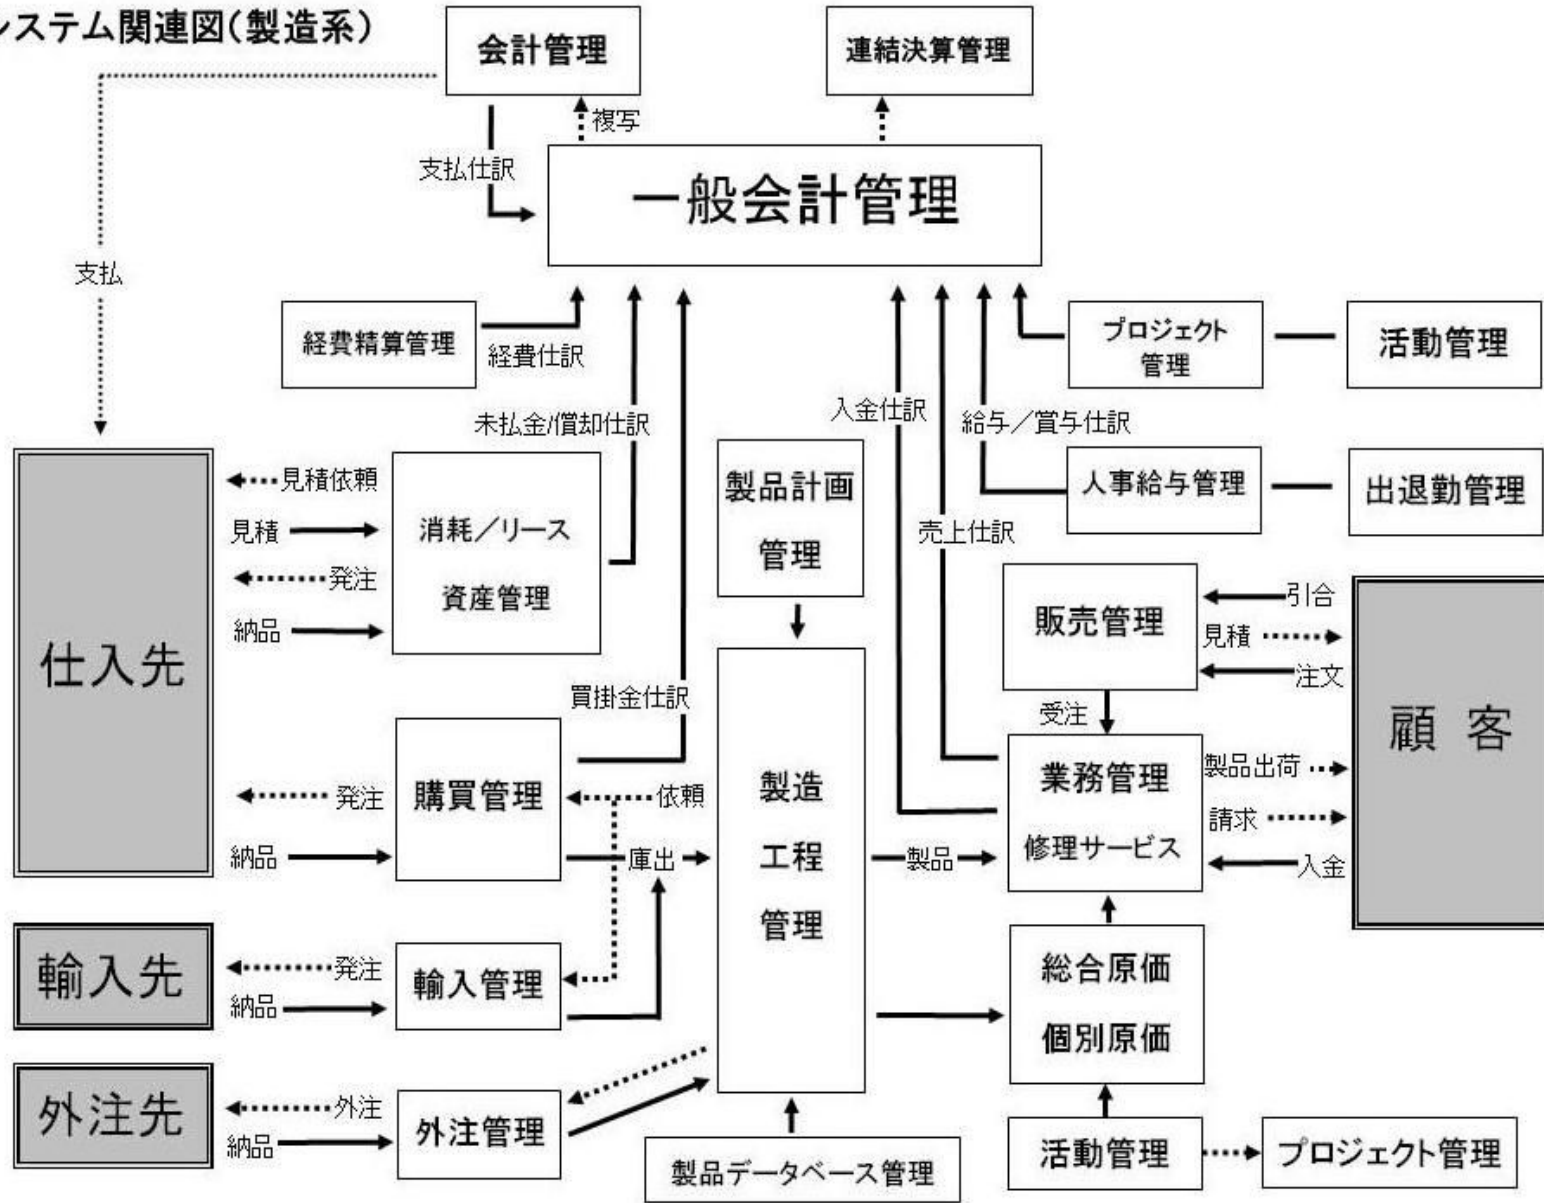 システム関連図(製造系)
会計管理
連結決算管理
複写
支払仕訳
一般会計管理
支払
経費精算管理
経費仕訳
プロジェクト
管理
活動管理
未払金/償却仕訳
入金仕訳
給与／賞与仕訳
仕入先
見積依頼
見積
発注
納品
消耗／リース
資産管理
製品計画
管理
人事給与管理
出退勤管理
売上仕訳
販売管理
引合
見積
注文
顧客
買掛金仕訳
受注
発注
納品
購買管理
依頼
庫出
製造
工程
管理
製品
業務管理
修理サービス
製品出荷
請求
入金
輸入先
発注
納品
輸入管理
総合原価
個別原価
外注先
外注
納品
外注管理
製品データベース管理
活動管理
プロジェクト管理